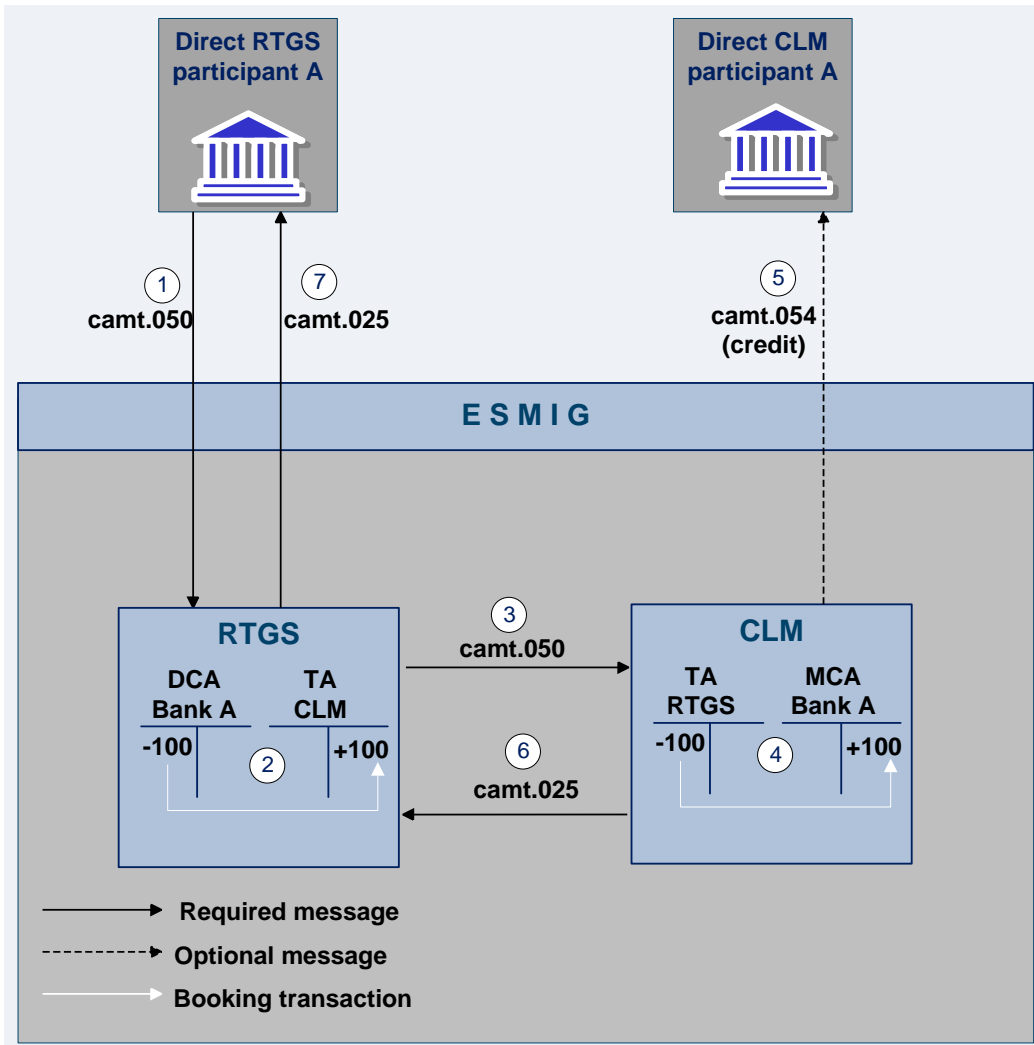 Direct RTGS
participant A
Direct CLM
participant A
1
camt.050
7
camt.025
5
camt.054
(credit)
E S M I G
RTGS
DCA
Bank A
TA
CLM
-100
2
+100
3
camt.050
6
camt.025
CLM
TA
RTGS
MCA
Bank A
-100
4
+100
Required message
Optional message
Booking transaction